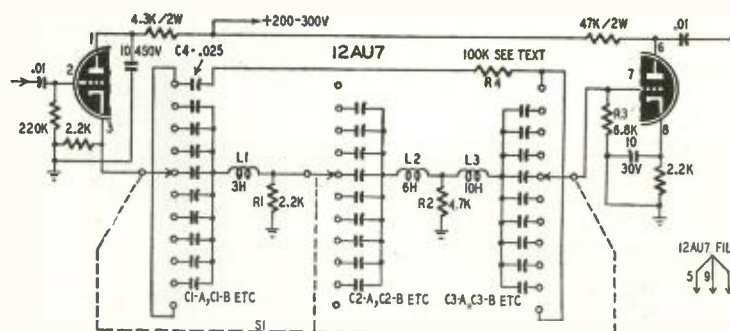 4.3K/2W
+200-300V
47K/2W
.01
1
10 450V
C4-.025
12AU7
100K SEE TEXT
R4
6
.01
2
7
3
8
220K
2.2K
R3
6.8K
10
30V
2.2K
L1
3H
R1
2.2K
L2
6H
L3
10H
R2
4.7K
12AU7 FIL
5 9
C1-A,C1-B ETC
C2-A,C2-B ETC
C3-A,C3-B ETC
S1